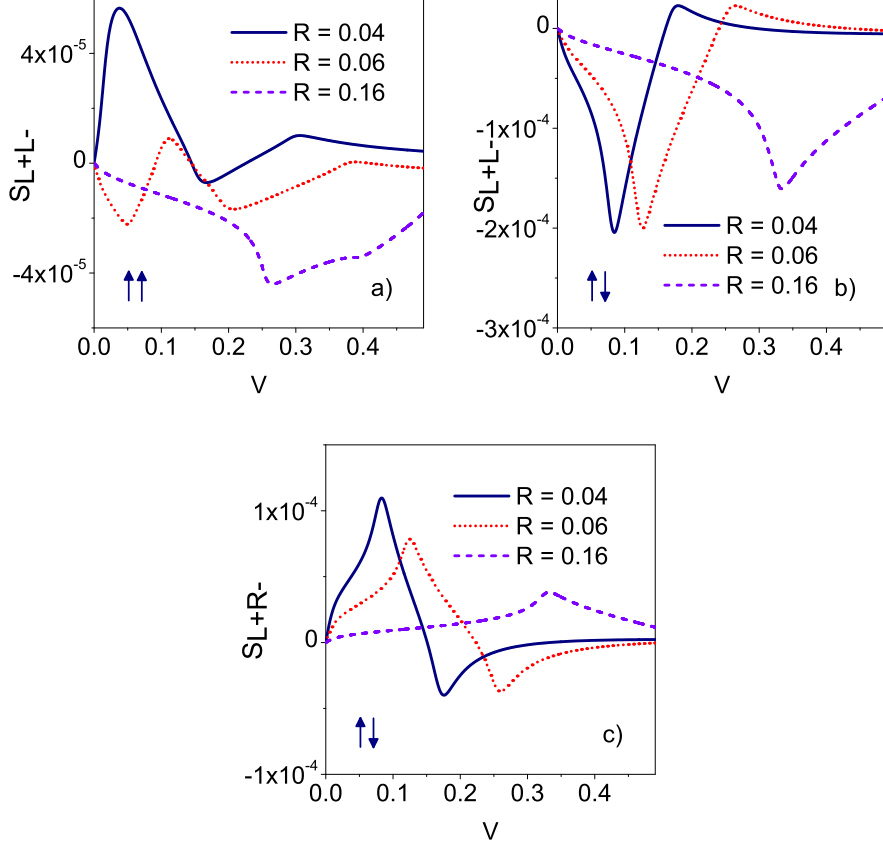 R = 0.04
R = 0.06
R = 0.16
4x10-5
0
-4x10-5
SL+L-
a)
0.0 0.1 0.2 0.3 0.4
V
0
-1x10-4
-2x10-4
-3x10-4
SL+L-
R = 0.04
R = 0.06
R = 0.16
b)
0.0 0.1 0.2 0.3 0.4
V
R = 0.04
R = 0.06
R = 0.16
1x10-4
0
-1x10-4
SL+R-
c)
0.0 0.1 0.2 0.3 0.4
V